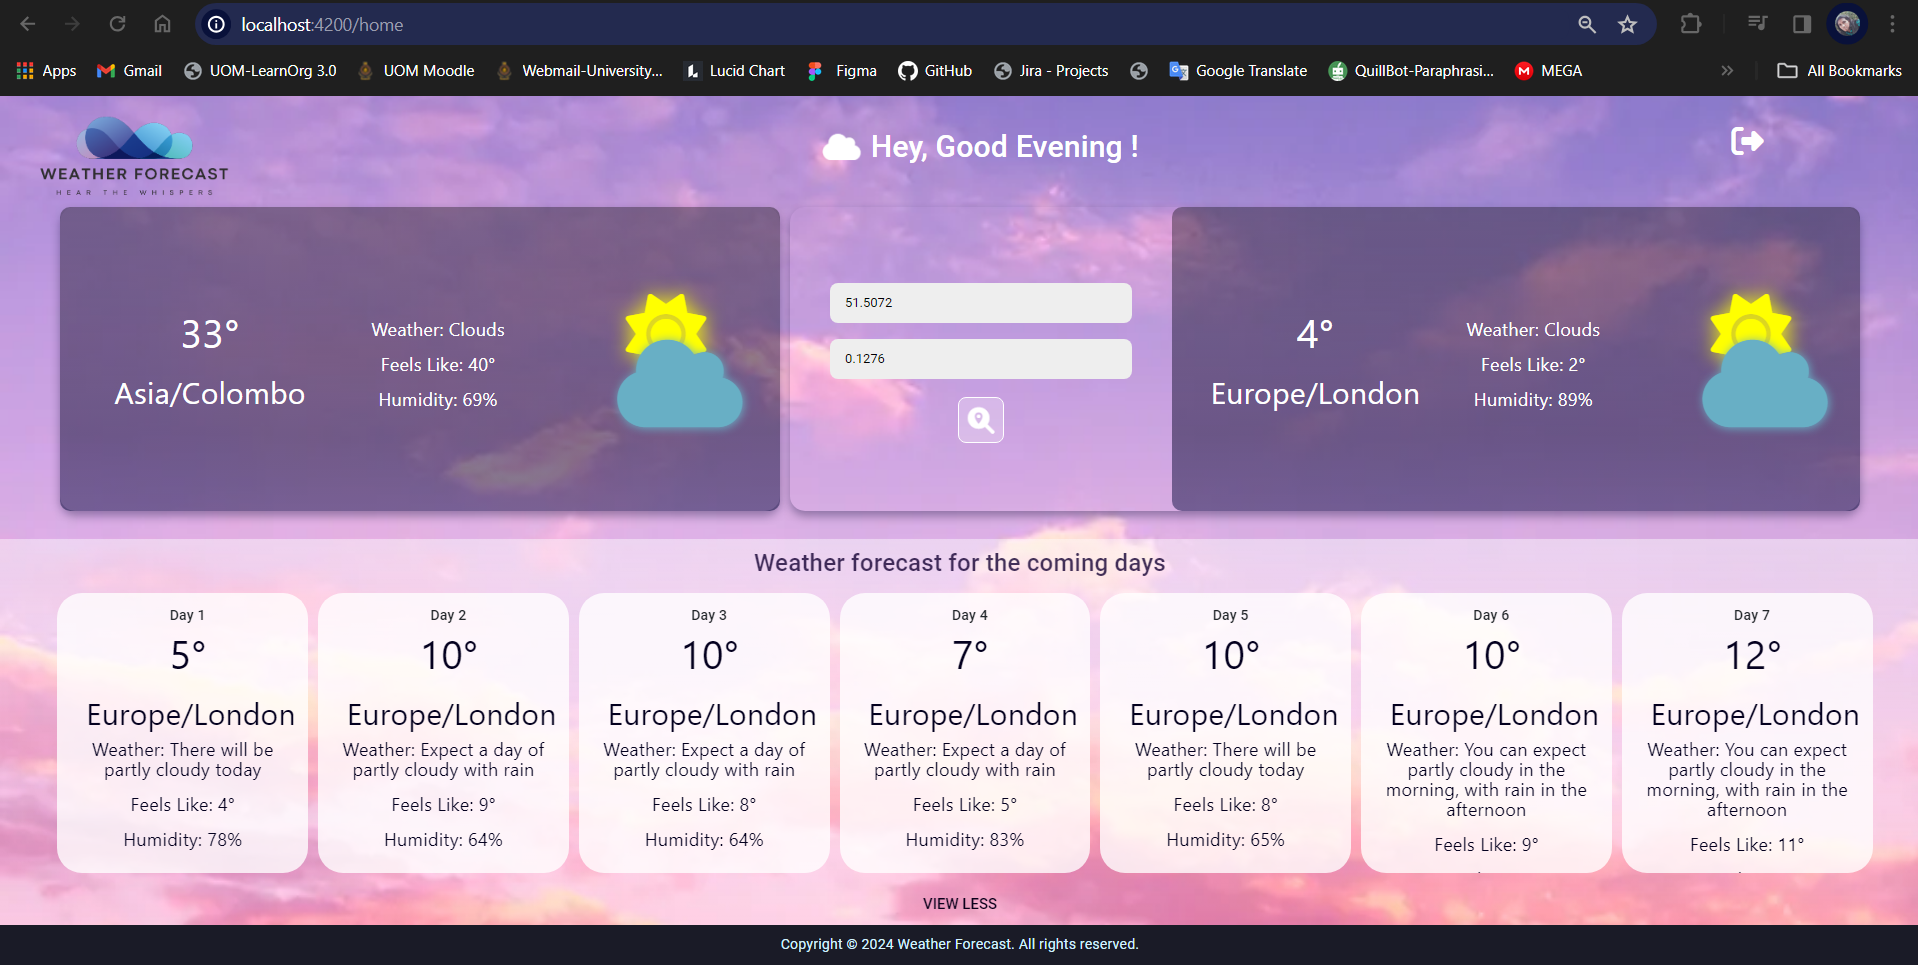 localhost:4200/home
Apps
Gmail
UOM-LearnOrg 3.0
UOM Moodle
Webmail-University...
Lucid Chart
Figma
GitHub
Jira - Projects
Google Translate
QuillBot-Paraphrasi...
MEGA
»
All Bookmarks
WEATHER FORECAST
HEAR THE WHISPERS
Hey, Good Evening !
33°
Asia/Colombo
Weather: Clouds
Feels Like: 40°
Humidity: 69%
51.5072
0.1276
4°
Europe/London
Weather: Clouds
Feels Like: 2°
Humidity: 89%
Weather forecast for the coming days
Day 1
5°
Europe/London
Weather: There will be
partly cloudy today
Feels Like: 4°
Humidity: 78%
Day 2
10°
Europe/London
Weather: Expect a day of
partly cloudy with rain
Feels Like: 9°
Humidity: 64%
Day 3
10°
Europe/London
Weather: Expect a day of
partly cloudy with rain
Feels Like: 8°
Humidity: 64%
Day 4
7°
Europe/London
Weather: Expect a day of
partly cloudy with rain
Feels Like: 5°
Humidity: 83%
Day 5
10°
Europe/London
Weather: There will be
partly cloudy today
Feels Like: 8°
Humidity: 65%
Day 6
10°
Europe/London
Weather: You can expect
partly cloudy in the
morning, with rain in the
afternoon
Feels Like: 9°
Day 7
12°
Europe/London
Weather: You can expect
partly cloudy in the
morning, with rain in the
afternoon
Feels Like: 11°
VIEW LESS
Copyright © 2024 Weather Forecast. All rights reserved.